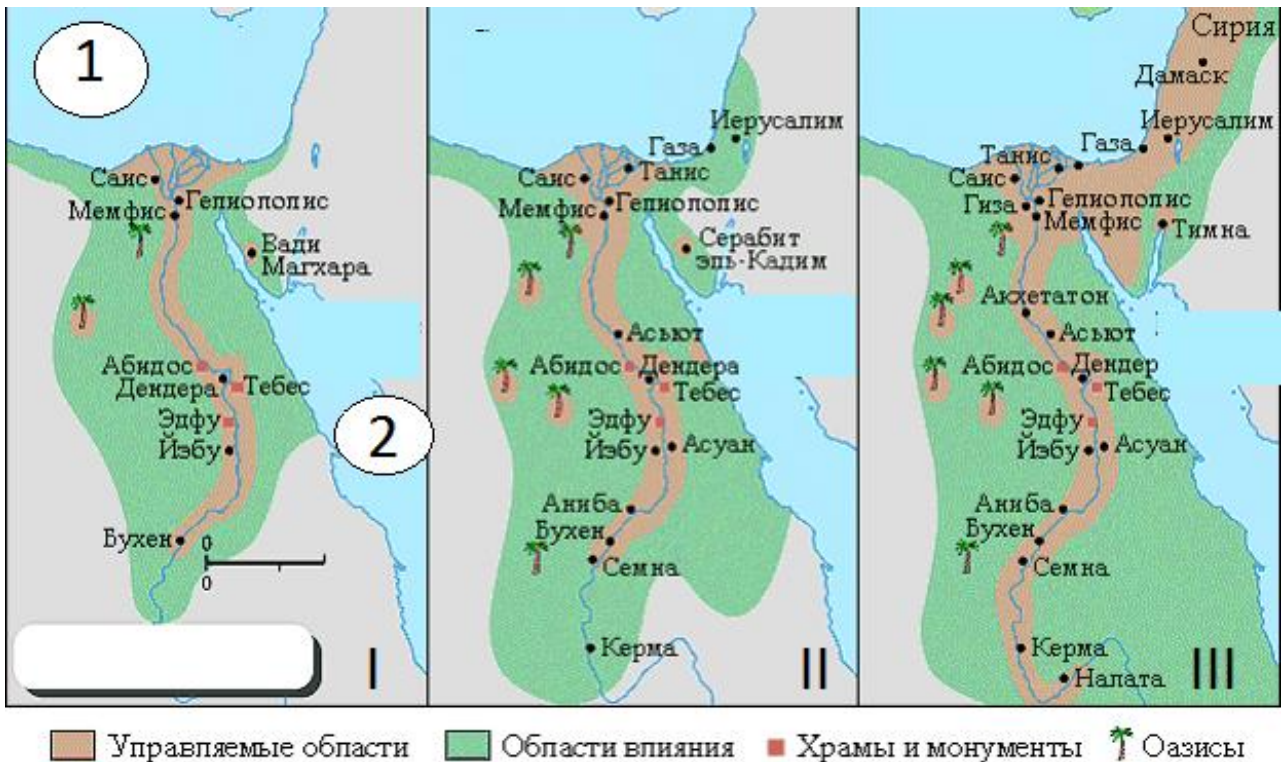 1
Саис
Мемфис
Гелиополис
Вади
Магхара
Абидос
Дендера
Тебес
Эдфу
Йэбу
Бухен
0
0
I
2
Газа
Иерусалим
Танис
Саис
Гелиополис
Мемфис
Серабит
эль-Кадим
Асьют
Абидос
Дендера
Тебес
Эдфу
Йэбу
Асуан
Аниба
Бухен
Семна
Керма
II
Сирия
Дамаск
Иерусалим
Газа
Танис
Саис
Гелиополис
Гиза
Мемфис
Тимна
Акхетатон
Асьют
Абидос
Дендер
Тебес
Эдфу
Йэбу
Асуан
Аниба
Бухен
Семна
Керма
Напата
III
Управляемые области
Области влияния
Храмы и монументы
Оазисы